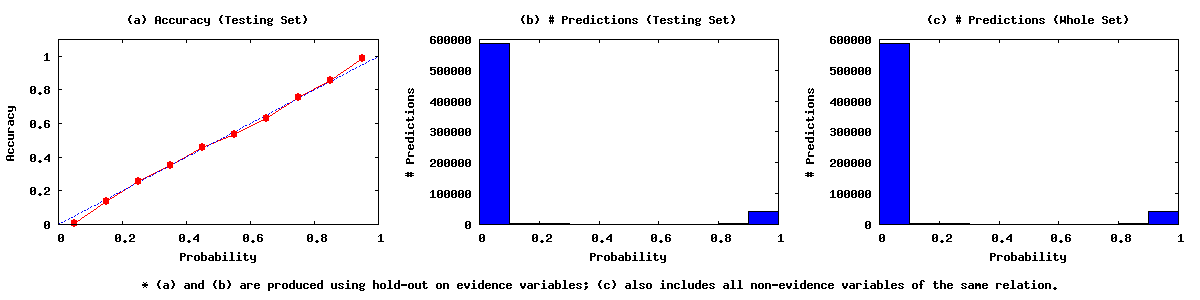 (a) Accuracy (Testing Set)
1
0.8
0.6
0.4
0.2
0
Accuracy
0 0.2 0.4 0.6 0.8 1
Probability
(b) # Predictions (Testing Set)
600000
500000
400000
300000
200000
100000
0
# Predictions
0 0.2 0.4 0.6 0.8 1
Probability
(c) # Predictions (Whole Set)
600000
500000
400000
300000
200000
100000
0
# Predictions
0 0.2 0.4 0.6 0.8 1
Probability
* (a) and (b) are produced using hold-out on evidence variables; (c) also includes all non-evidence variables of the same relation.